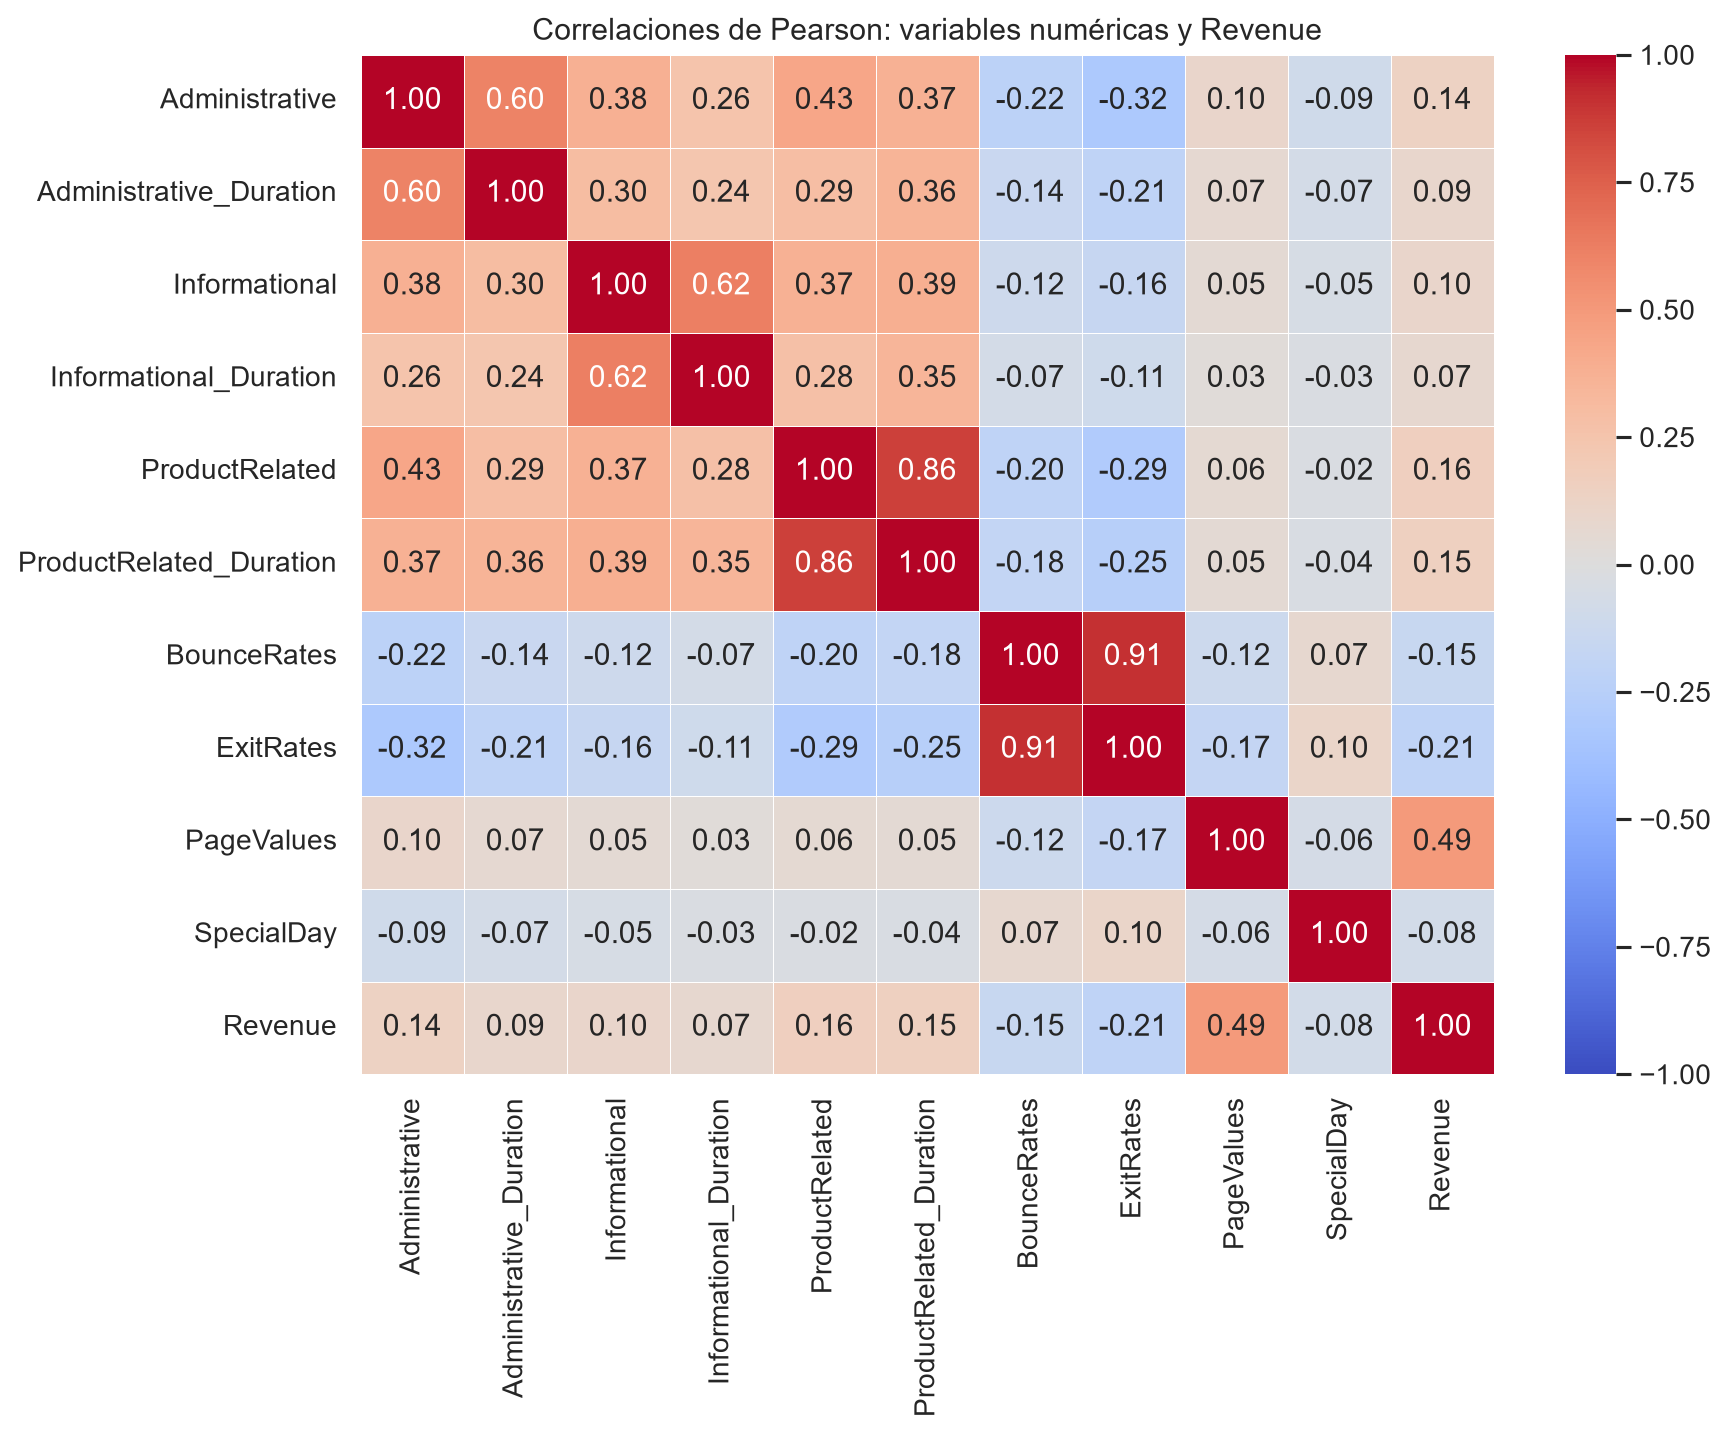 Correlaciones de Pearson: variables numéricas y Revenue
Administrative 1.00 0.60 0.38 0.26 0.43 0.37 -0.22 -0.32 0.10 -0.09 0.14
Administrative_Duration 0.60 1.00 0.30 0.24 0.29 0.36 -0.14 -0.21 0.07 -0.07 0.09
Informational 0.38 0.30 1.00 0.62 0.37 0.39 -0.12 -0.16 0.05 -0.05 0.10
Informational_Duration 0.26 0.24 0.62 1.00 0.28 0.35 -0.07 -0.11 0.03 -0.03 0.07
ProductRelated 0.43 0.29 0.37 0.28 1.00 0.86 -0.20 -0.29 0.06 -0.02 0.16
ProductRelated_Duration 0.37 0.36 0.39 0.35 0.86 1.00 -0.18 -0.25 0.05 -0.04 0.15
BounceRates -0.22 -0.14 -0.12 -0.07 -0.20 -0.18 1.00 0.91 -0.12 0.07 -0.15
ExitRates -0.32 -0.21 -0.16 -0.11 -0.29 -0.25 0.91 1.00 -0.17 0.10 -0.21
PageValues 0.10 0.07 0.05 0.03 0.06 0.05 -0.12 -0.17 1.00 -0.06 0.49
SpecialDay -0.09 -0.07 -0.05 -0.03 -0.02 -0.04 0.07 0.10 -0.06 1.00 -0.08
Revenue 0.14 0.09 0.10 0.07 0.16 0.15 -0.15 -0.21 0.49 -0.08 1.00
Administrative
Administrative_Duration
Informational
Informational_Duration
ProductRelated
ProductRelated_Duration
BounceRates
ExitRates
PageValues
SpecialDay
Revenue
1.00
0.75
0.50
0.25
0.00
−0.25
−0.50
−0.75
−1.00